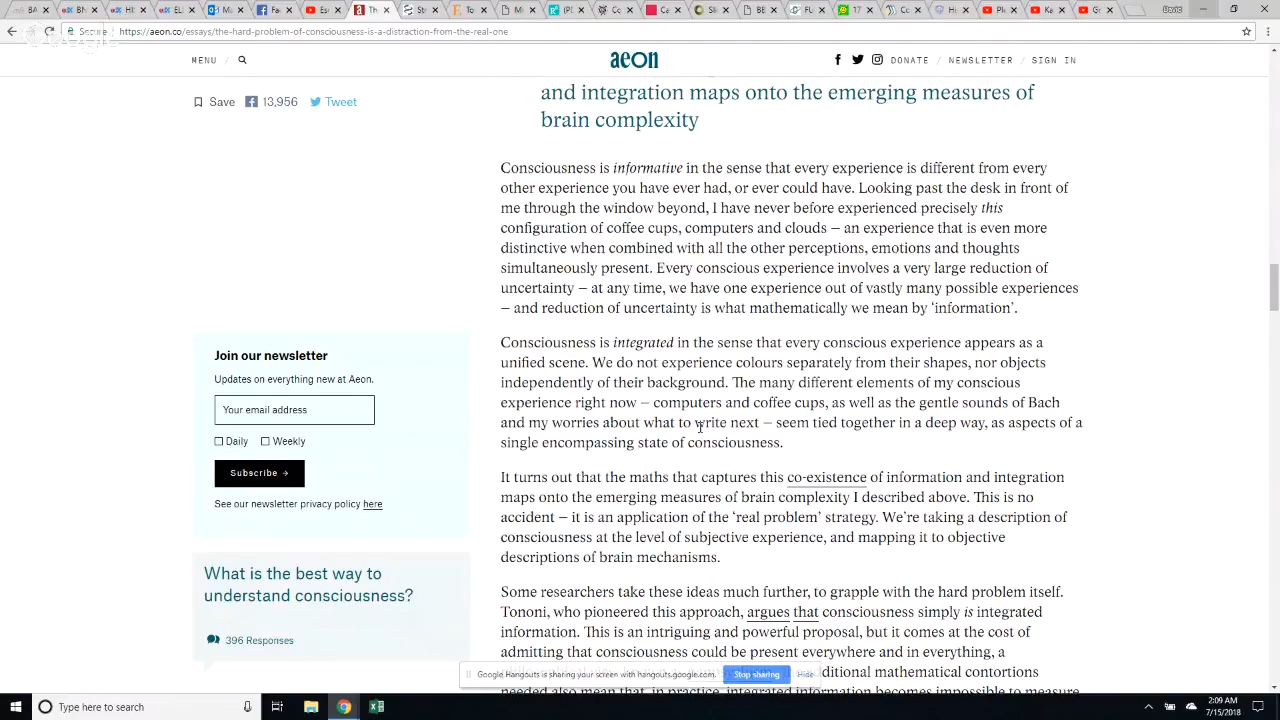 Secure
https://aeon.co/essays/the-hard-problem-of-consciousness-is-a-distraction-from-the-real-one
MENU / aeon DONATE / NEWSLETTER / SIGN IN
Save 13,956 Tweet
and integration maps onto the emerging measures of
brain complexity
Consciousness is informative in the sense that every experience is different from every
other experience you have ever had, or ever could have. Looking past the desk in front of
me through the window beyond, I have never before experienced precisely this
configuration of coffee cups, computers and clouds – an experience that is even more
distinctive when combined with all the other perceptions, emotions and thoughts
simultaneously present. Every conscious experience involves a very large reduction of
uncertainty – at any time, we have one experience out of vastly many possible experiences
– and reduction of uncertainty is what mathematically we mean by ‘information’.
Consciousness is integrated in the sense that every conscious experience appears as a
unified scene. We do not experience colours separately from their shapes, nor objects
independently of their background. The many different elements of my conscious
experience right now – computers and coffee cups, as well as the gentle sounds of Bach
and my worries about what to write next – seem tied together in a deep way, as aspects of a
single encompassing state of consciousness.
It turns out that the maths that captures this co-existence of information and integration
maps onto the emerging measures of brain complexity I described above. This is no
accident – it is an application of the ‘real problem’ strategy. We’re taking a description of
consciousness at the level of subjective experience, and mapping it to objective
descriptions of brain mechanisms.
Some researchers take these ideas much further, to grapple with the hard problem itself.
Tononi, who pioneered this approach, argues that consciousness simply is integrated
information. This is an intriguing and powerful proposal, but it comes at the cost of
admitting that consciousness could be present everywhere and in everything, a
ditional mathematical contortions
needed also mean that, in practice, integrated information becomes impossible to measure
Join our newsletter
Updates on everything new at Aeon.
Your email address
Daily Weekly
Subscribe →
See our newsletter privacy policy here
What is the best way to
understand consciousness?
396 Responses
Google Hangouts is sharing your screen with hangouts.google.com. Stop sharing Hide
Type here to search
2:09 AM
7/15/2018